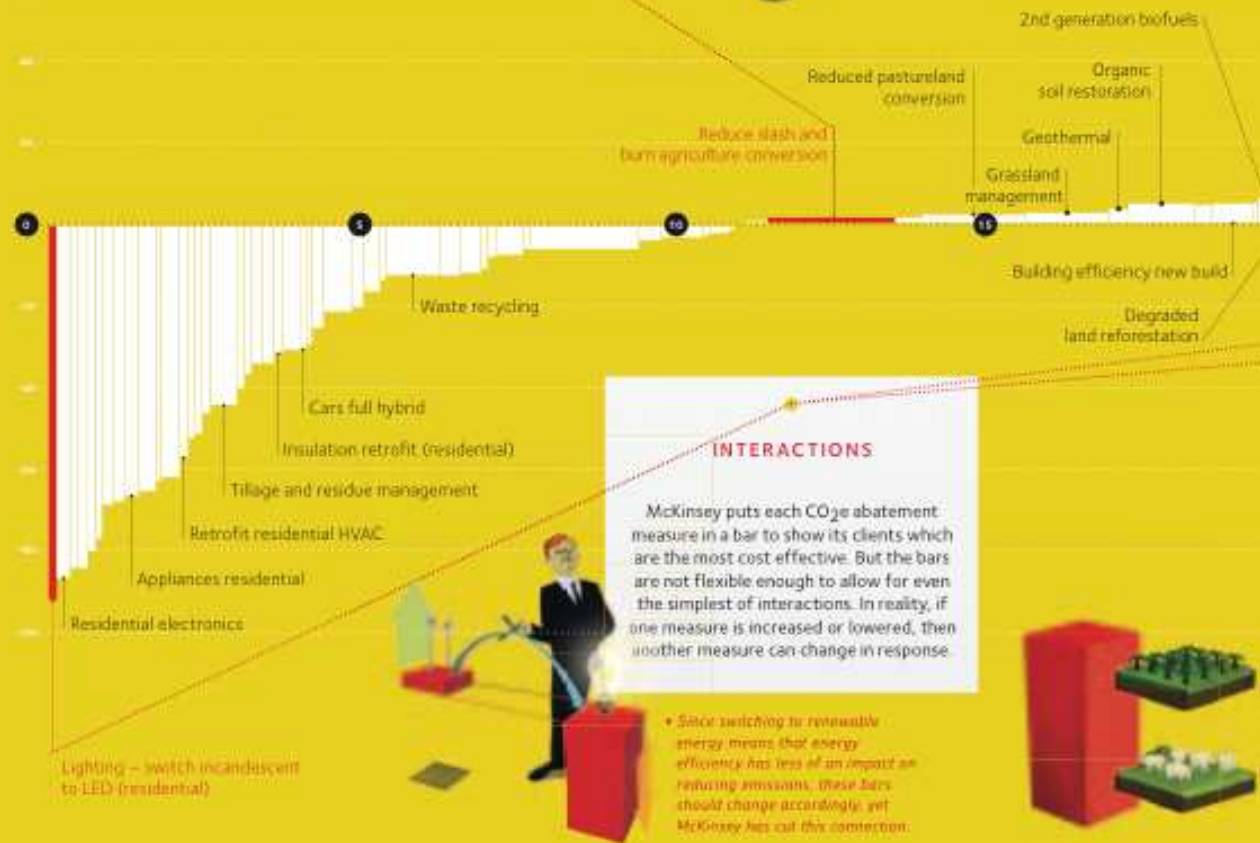 2nd generation biofuels
Reduced pastureland
conversion
Organic
soil restoration
Reduce slash and
burn agriculture conversion
Geothermal
Grassland
management
0
5
10
15
Building efficiency new build
Waste recycling
Degraded
land reforestation
Cars full hybrid
Insulation retrofit (residential)
Tillage and residue management
Retrofit residential HVAC
Appliances residential
Residential electronics
INTERACTIONS
McKinsey puts each CO2e abatement
measure in a bar to show its clients which
are the most cost effective. But the bars
are not flexible enough to allow for even
the simplest of interactions. In reality, if
one measure is increased or lowered, then
another measure can change in response.
Lighting – switch incandescent
to LED (residential)
• Since switching to renewable
energy means that energy
efficiency has less of an impact on
reducing emissions, these bars
should change accordingly, yet
McKinsey has cut this connection.